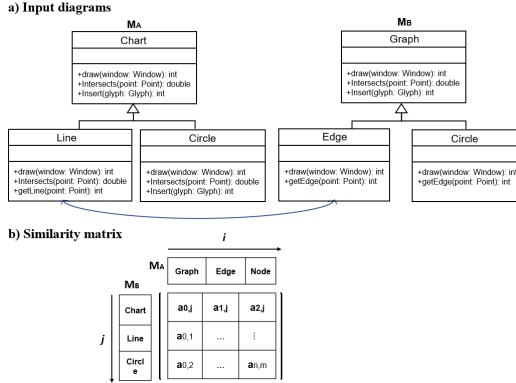 a) Input diagrams
MA
Chart
+draw(window: Window): int
+Intersects(point: Point): double
+Insert(glyph: Glyph): int
Line
+draw(window: Window): int
+Intersects(point: Point): double
+getLine(point: Point): int
Circle
+draw(window: Window): int
+Intersects(point: Point): double
+Insert(glyph: Glyph): int
MB
Graph
+draw(window: Window): int
+Intersects(point: Point): double
+Insert(glyph: Glyph): int
Edge
+draw(window: Window): int
+getEdge(point: Point): int
Circle
+draw(window: Window): int
+getEdge(point: Point): int
b) Similarity matrix
i
MA
Graph Edge Node
MB
j
Chart a0,j a1,j a2,j
Line a0,1 ... ⋮
Circl
e
a0,2 ... an,m